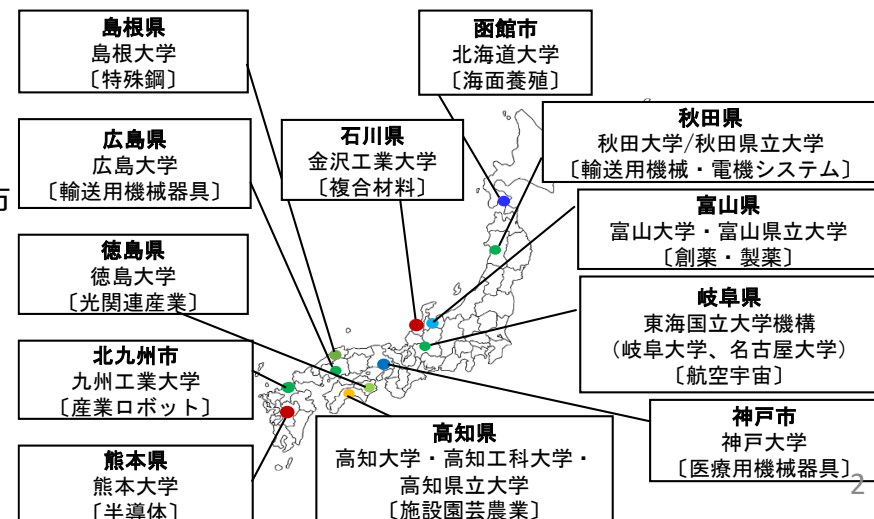 島根県
島根大学
〔特殊鋼〕
函館市
北海道大学
〔海面養殖〕
広島県
広島大学
〔輸送用機械器具〕
石川県
金沢工業大学
〔複合材料〕
秋田県
秋田大学/秋田県立大学
〔輸送用機械・電機システム〕
市
富山県
富山大学・富山県立大学
〔創薬・製薬〕
徳島県
徳島大学
〔光関連産業〕
岐阜県
東海国立大学機構
（岐阜大学、名古屋大学）
〔航空宇宙〕
北九州市
九州工業大学
〔産業ロボット〕
神戸市
神戸大学
〔医療用機械器具〕
高知県
高知大学・高知工科大学・
高知県立大学
〔施設園芸農業〕
熊本県
熊本大学
〔半導体〕
2